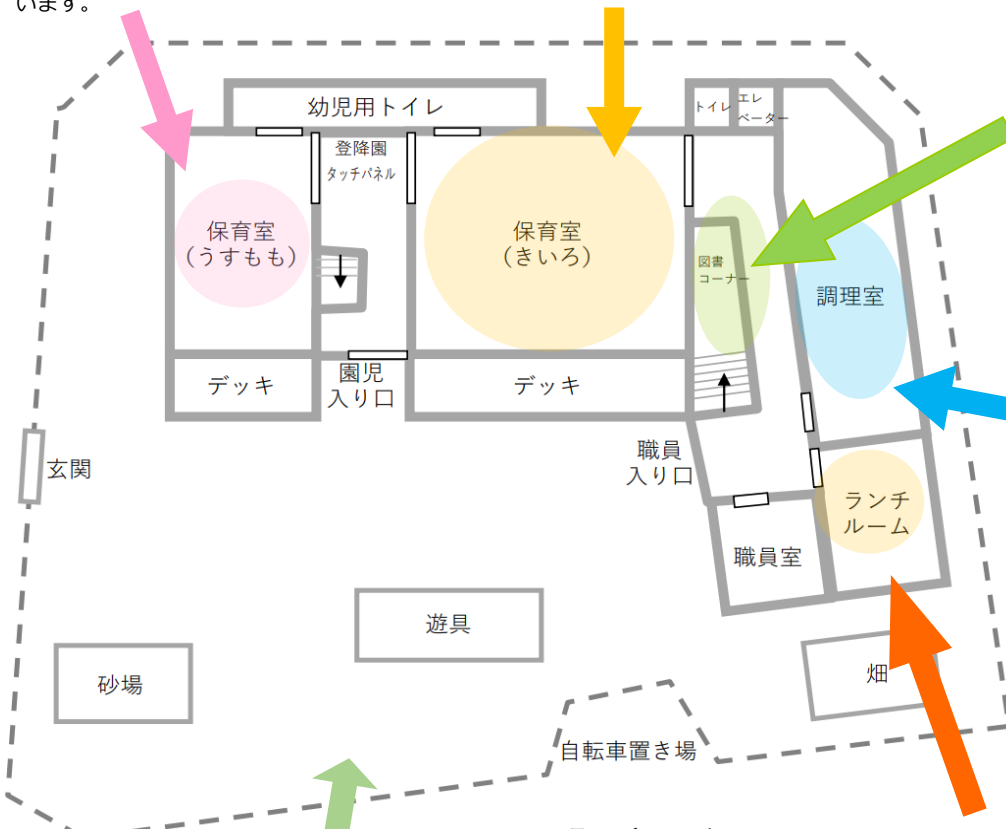 います。
幼児用トイレ
トイレ
エレ
ベーター
登降園
タッチパネル
保育室
(うすもも)
保育室
(きいろ)
図書
コーナー
調理室
デッキ
園児
入り口
デッキ
職員
入り口
玄関
ランチ
ルーム
職員室
遊具
砂場
畑
自転車置き場